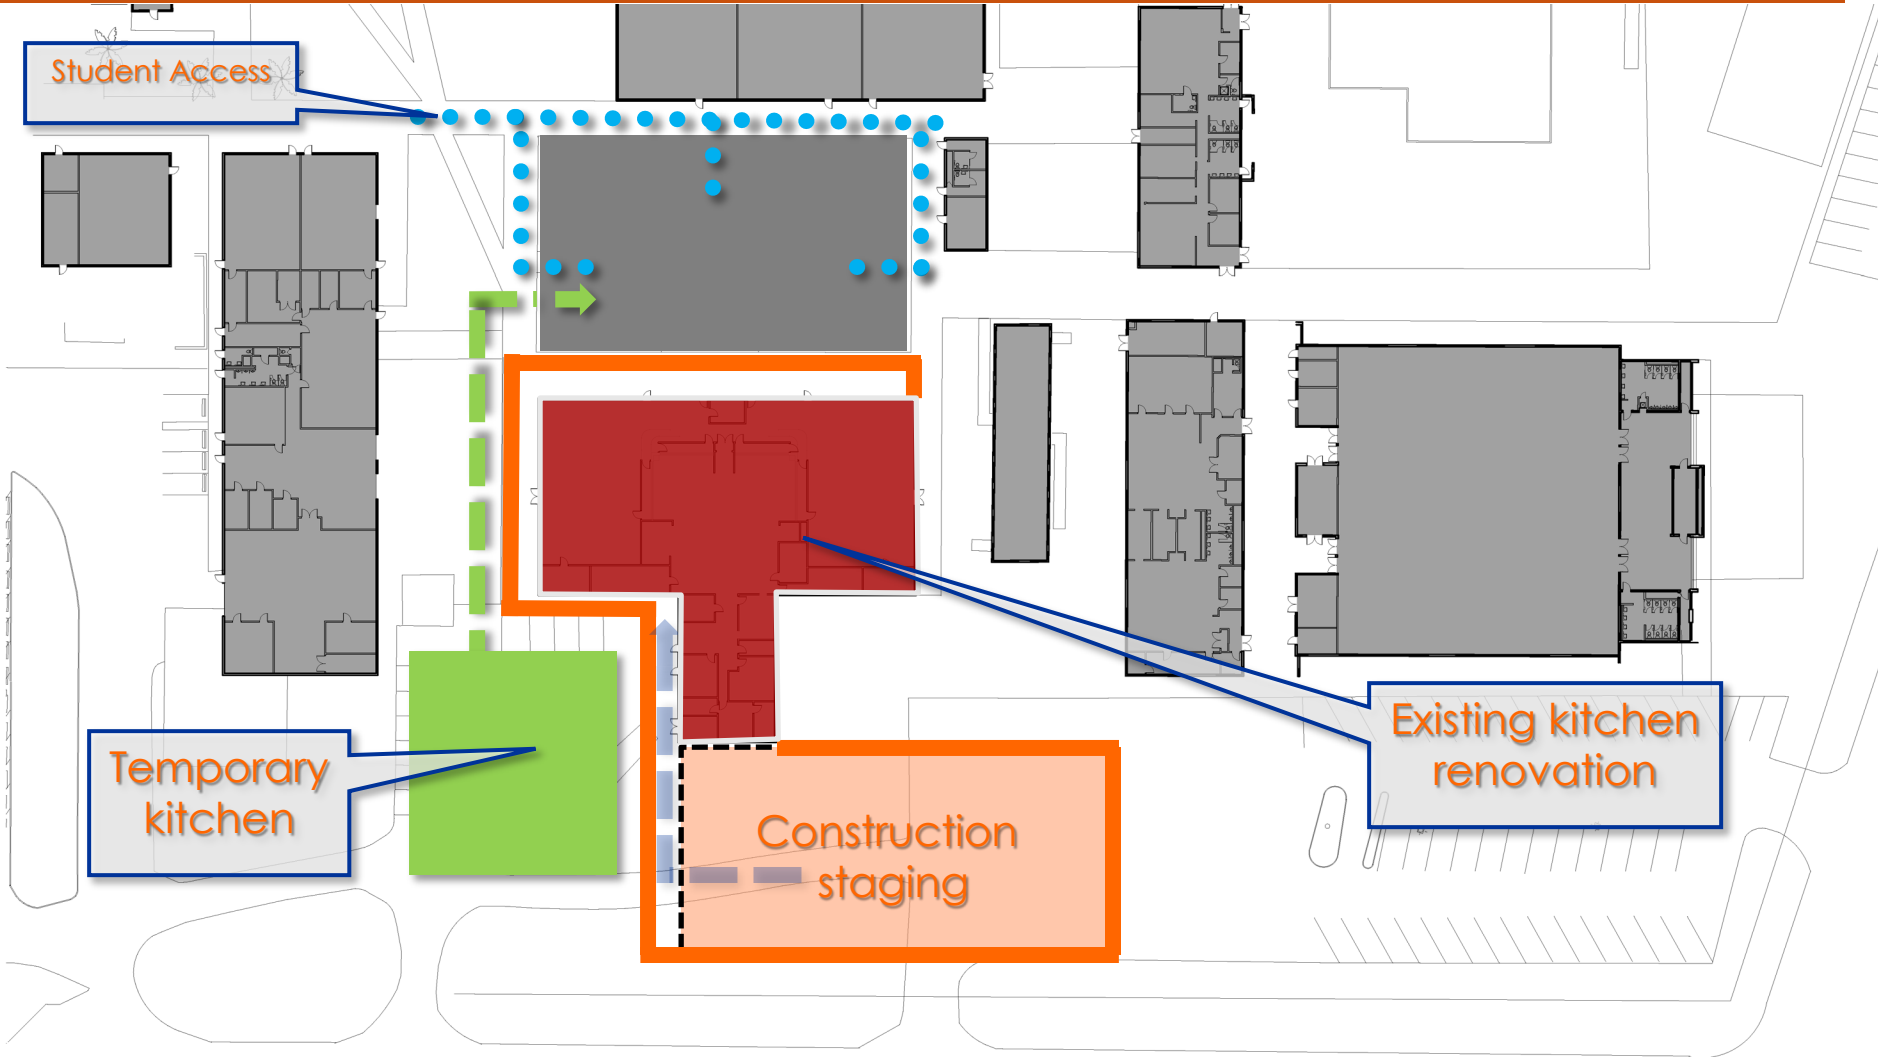 Student Access
Existing kitchen
renovation
Temporary
kitchen
Construction
staging